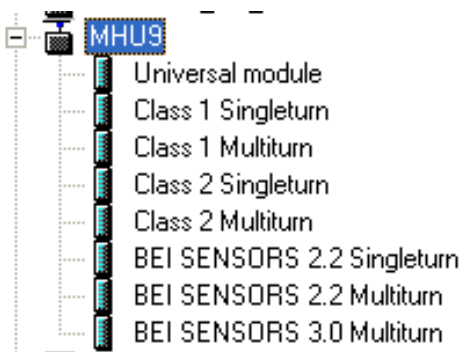 MHU9
Universal module
Class 1 Singleturn
Class 1 Multiturn
Class 2 Singleturn
Class 2 Multiturn
BEI SENSORS 2.2 Singleturn
BEI SENSORS 2.2 Multiturn
BEI SENSORS 3.0 Multiturn